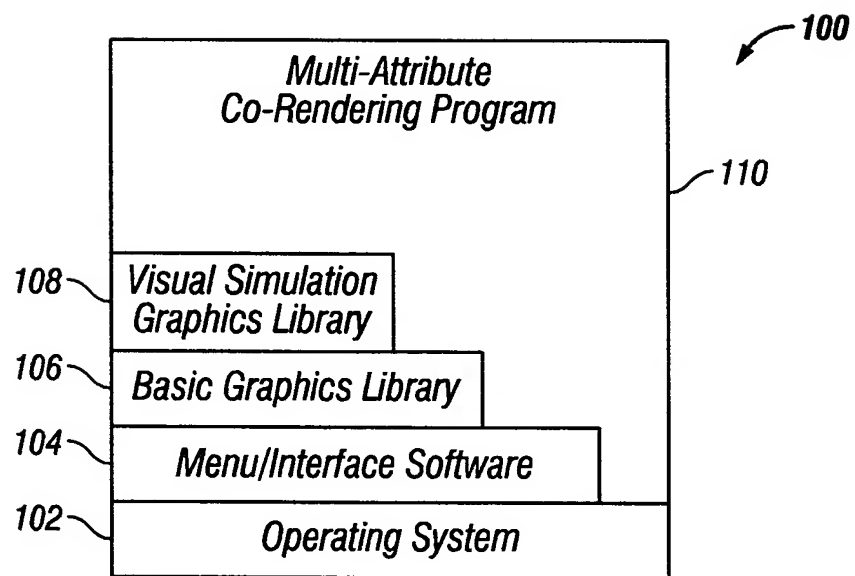 100
Multi-Attribute
Co-Rendering Program
110
108
Visual Simulation
Graphics Library
106
Basic Graphics Library
104
Menu/Interface Software
102
Operating System